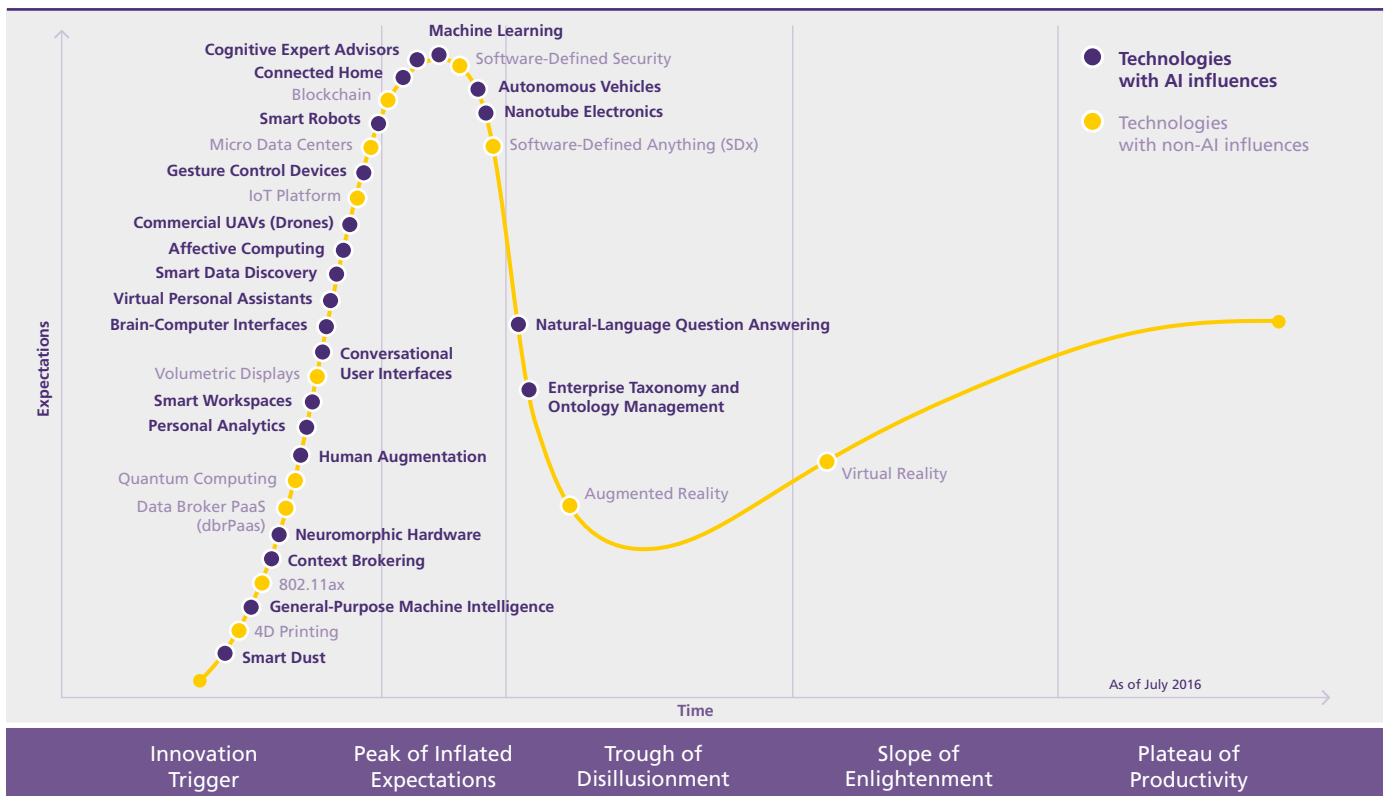 Machine Learning
Cognitive Expert Advisors
Software-Defined Security
Connected Home
Autonomous Vehicles
Blockchain
Nanotube Electronics
Smart Robots
Micro Data Centers
Software-Defined Anything (SDx)
Gesture Control Devices
IoT Platform
Commercial UAVs (Drones)
Affective Computing
Smart Data Discovery
Virtual Personal Assistants
Brain-Computer Interfaces
Natural-Language Question Answering
Conversational
User Interfaces
Volumetric Displays
Enterprise Taxonomy and
Ontology Management
Smart Workspaces
Personal Analytics
Human Augmentation
Quantum Computing
Virtual Reality
Augmented Reality
Data Broker PaaS
(dbrPaas)
Neuromorphic Hardware
Context Brokering
802.11ax
General-Purpose Machine Intelligence
4D Printing
Smart Dust
Technologies
with AI influences
Technologies
with non-AI influences
Expectations
As of July 2016
Time
Innovation
Trigger
Peak of Inflated
Expectations
Trough of
Disillusionment
Slope of
Enlightenment
Plateau of
Productivity